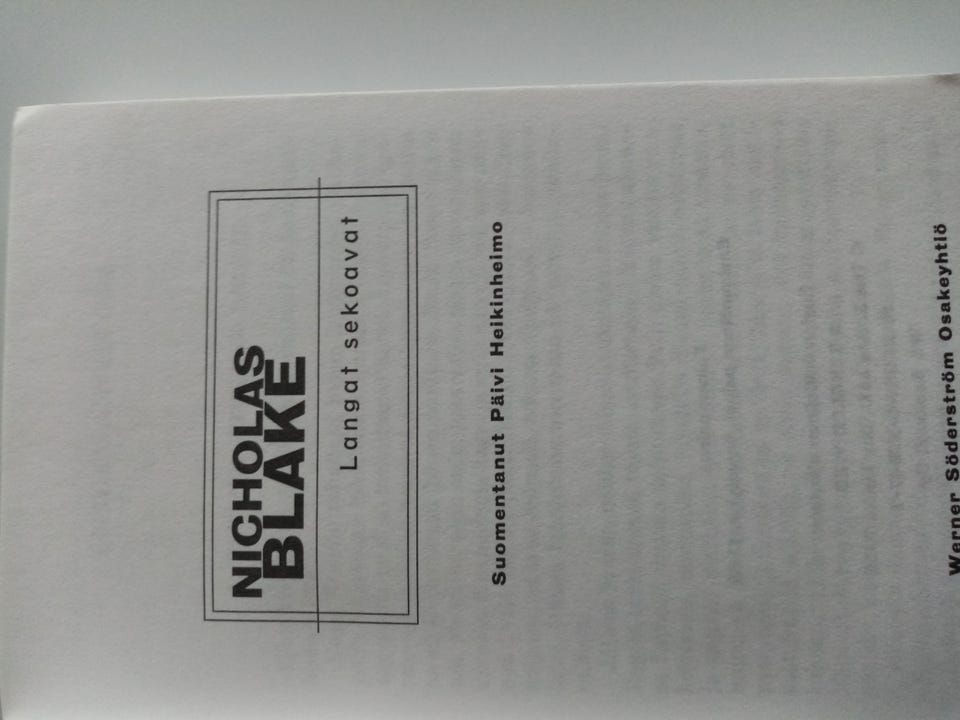 NICHOLAS
BLAKE
Langat sekoavat
Suomentanut Päivi Heikinheimo
Werner Söderström Osakeyhtiö